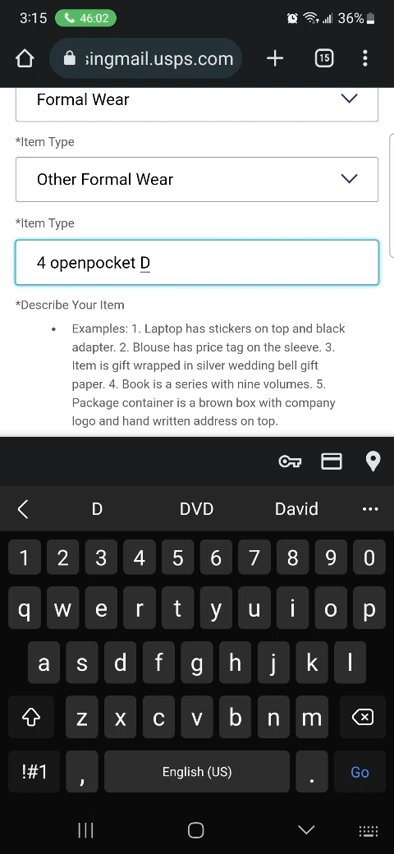 3:15 46:02 36%
singmail.usps.com 15
Formal Wear
*Item Type
Other Formal Wear
*Item Type
4 openpocket D
*Describe Your Item
• Examples: 1. Laptop has stickers on top and black
adapter. 2. Blouse has price tag on the sleeve. 3.
Item is gift wrapped in silver wedding bell gift
paper. 4. Book is a series with nine volumes. 5.
Package container is a brown box with company
logo and hand written address on top.
D DVD David
1 2 3 4 5 6 7 8 9 0
q w e r t y u i o p
a s d f g h j k l
z x c v b n m
!#1 , English (US) . Go